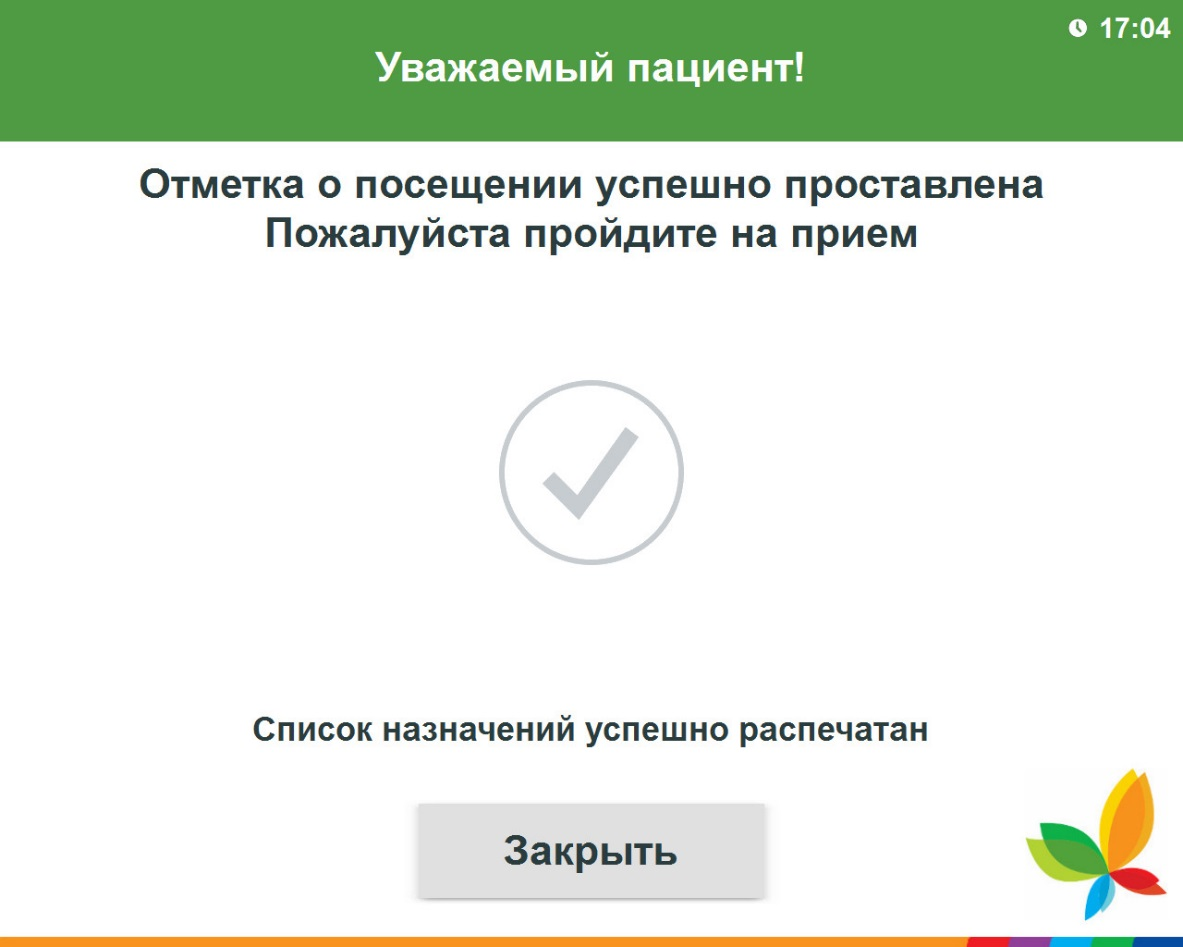 17:04
Уважаемый пациент!
Отметка о посещении успешно проставлена
Пожалуйста пройдите на прием
Список назначений успешно распечатан
Закрыть